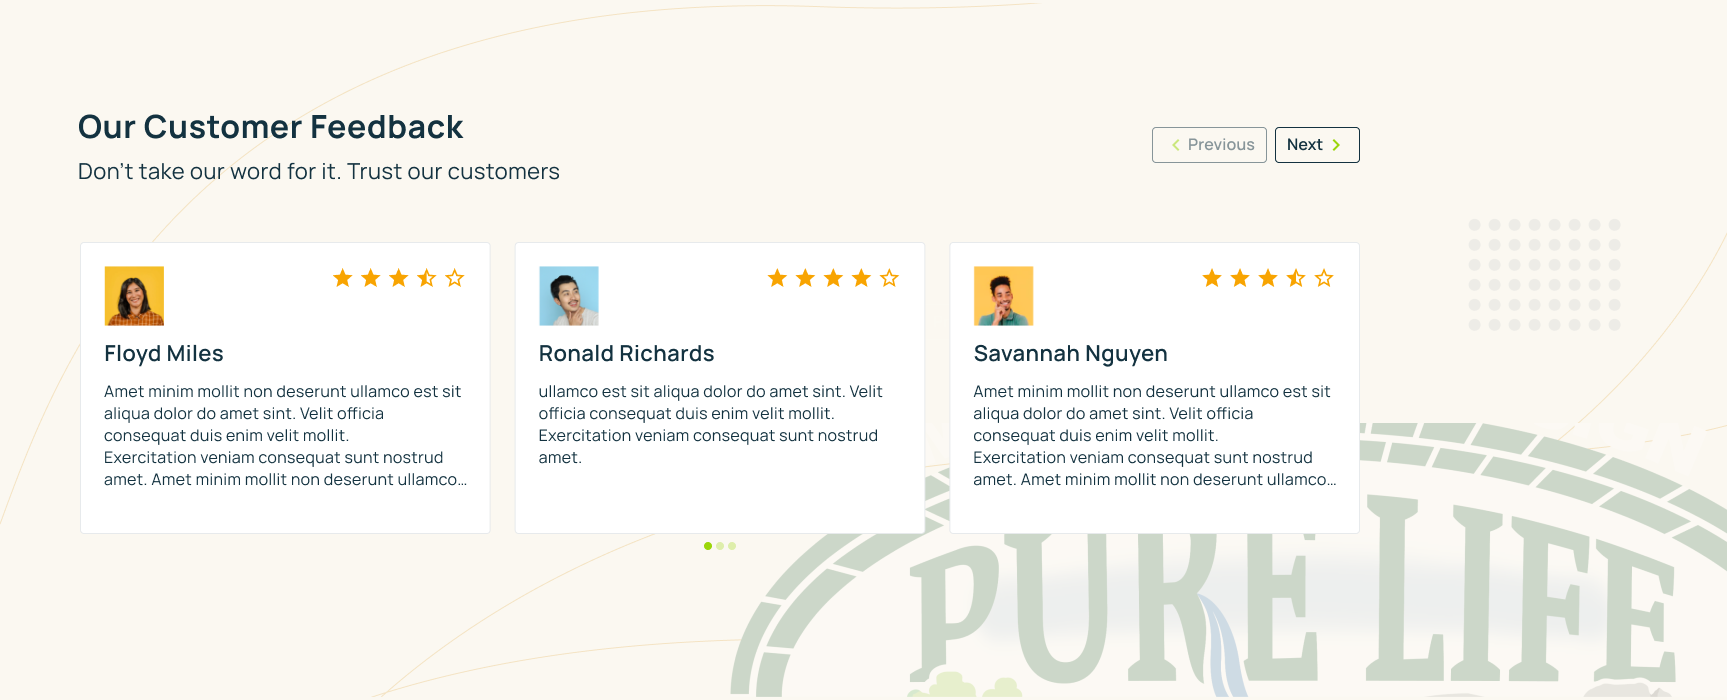 Our Customer Feedback
Don't take our word for it. Trust our customers
Previous
Next
Floyd Miles
Amet minim mollit non deserunt ullamco est sit
aliqua dolor do amet sint. Velit officia
consequat duis enim velit mollit.
Exercitation veniam consequat sunt nostrud
amet. Amet minim mollit non deserunt ullamco...
Ronald Richards
ullamco est sit aliqua dolor do amet sint. Velit
officia consequat duis enim velit mollit.
Exercitation veniam consequat sunt nostrud
amet.
Savannah Nguyen
Amet minim mollit non deserunt ullamco est sit
aliqua dolor do amet sint. Velit officia
consequat duis enim velit mollit.
Exercitation veniam consequat sunt nostrud
amet. Amet minim mollit non deserunt ullamco...
PURE LIFE